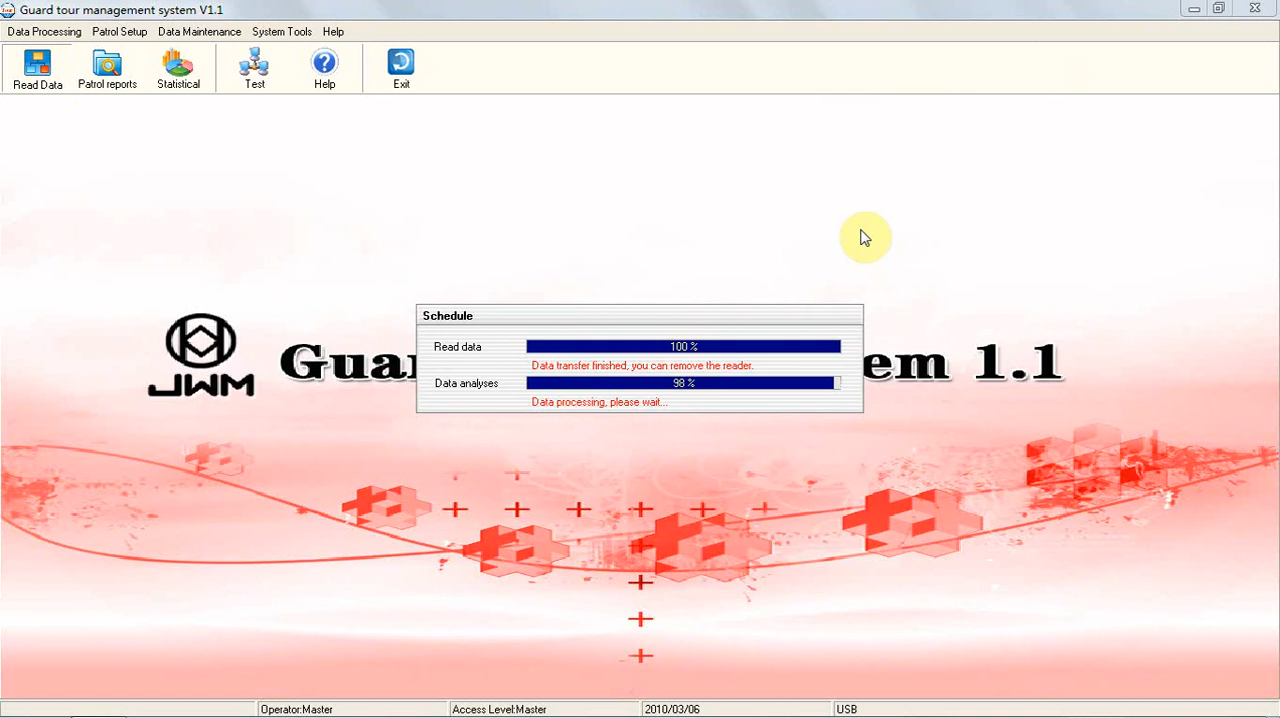 Guard tour management system V1.1
Data Processing Patrol Setup Data Maintenance System Tools Help
Read Data Patrol reports Statistical Test Help Exit
Schedule
Read data 100 %
Data transfer finished, you can remove the reader.
Data analyses 98 %
Data processing, please wait...
JWM Gua em 1.1
Operator:Master Access Level:Master 2010/03/06 USB